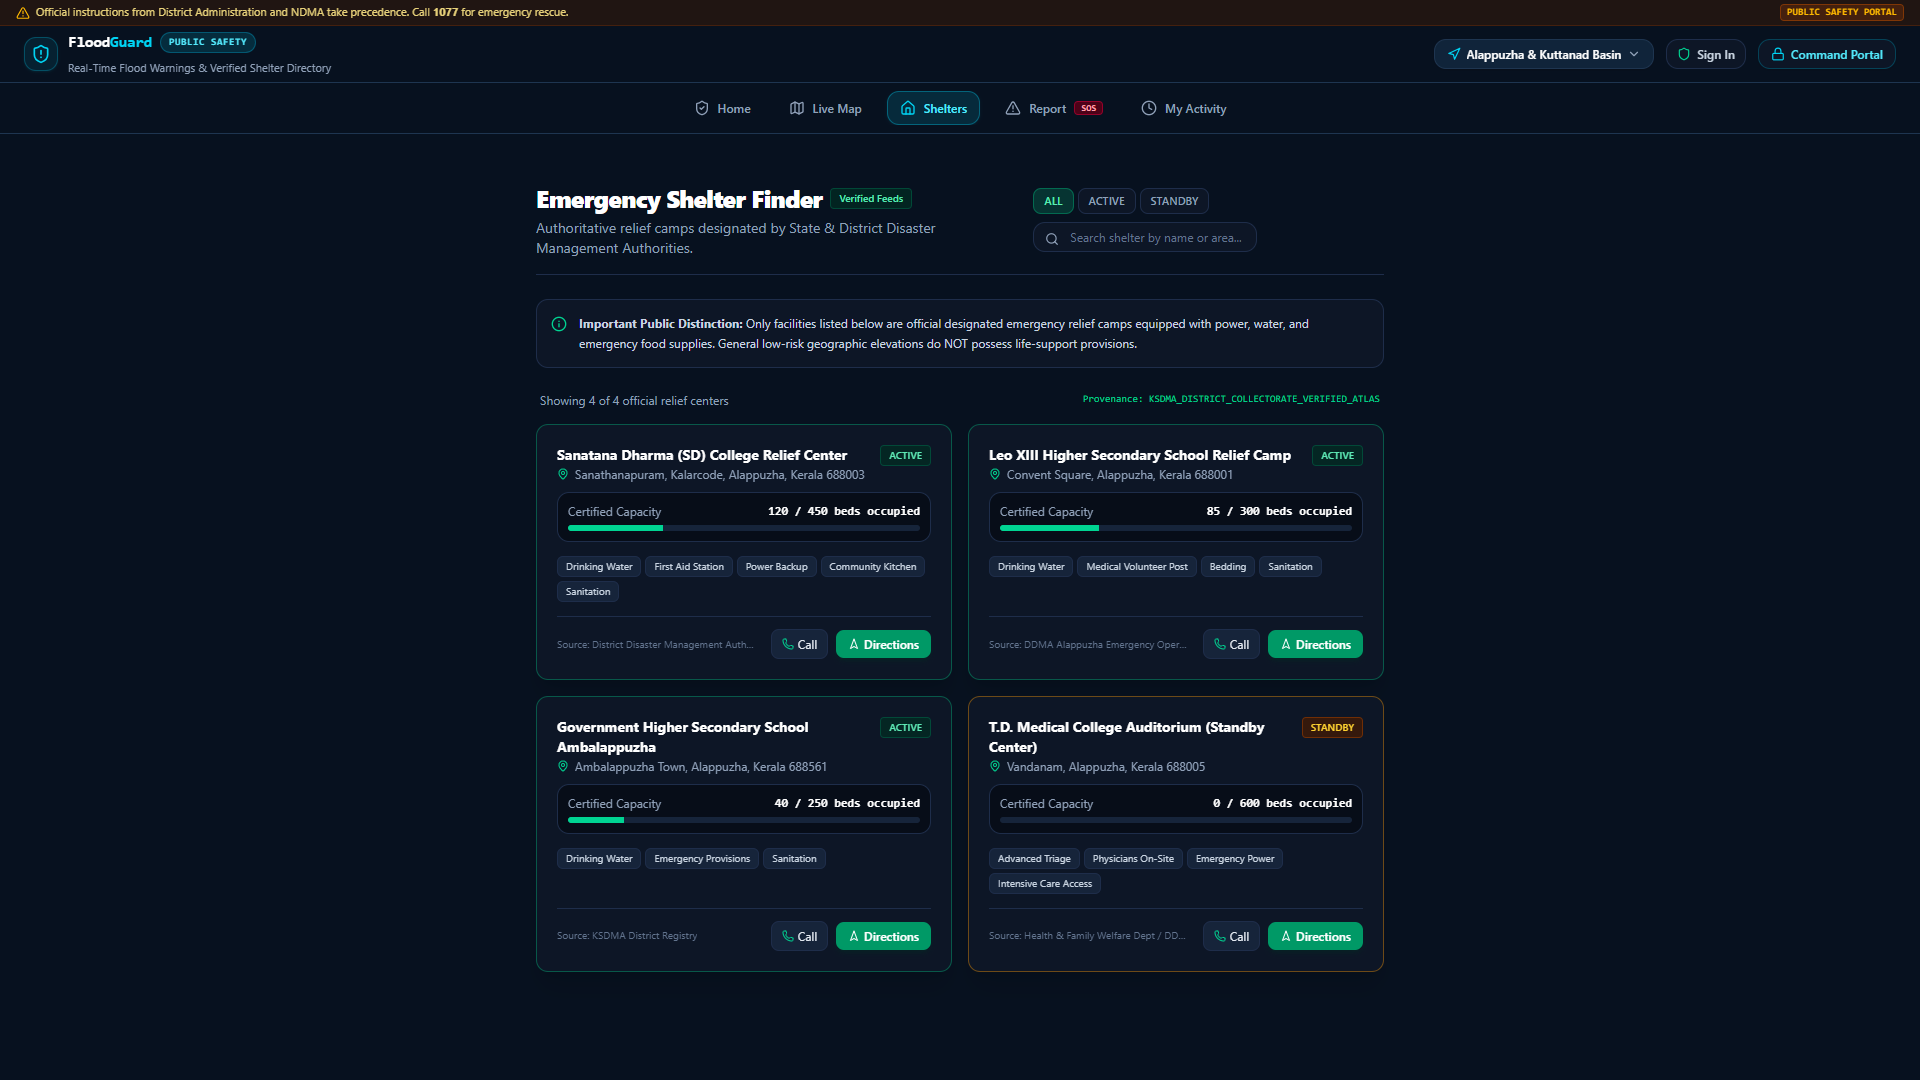 Official instructions from District Administration and NDMA take precedence. Call 1077 for emergency rescue.
PUBLIC SAFETY PORTAL
FloodGuard PUBLIC SAFETY
Real-Time Flood Warnings & Verified Shelter Directory
Alappuzha & Kuttanad Basin
Sign In
Command Portal
Home
Live Map
Shelters
Report SOS
My Activity
Emergency Shelter Finder Verified Feeds
Authoritative relief camps designated by State & District Disaster
Management Authorities.
ALL ACTIVE STANDBY
Search shelter by name or area...
Important Public Distinction: Only facilities listed below are official designated emergency relief camps equipped with power, water, and
emergency food supplies. General low-risk geographic elevations do NOT possess life-support provisions.
Showing 4 of 4 official relief centers
Provenance: KSDMA_DISTRICT_COLLECTORATE_VERIFIED_ATLAS
Sanatana Dharma (SD) College Relief Center ACTIVE
Sanathanapuram, Kalarcode, Alappuzha, Kerala 688003
Certified Capacity 120 / 450 beds occupied
Drinking Water First Aid Station Power Backup Community Kitchen
Sanitation
Source: District Disaster Management Auth... Call Directions
Leo XIII Higher Secondary School Relief Camp ACTIVE
Convent Square, Alappuzha, Kerala 688001
Certified Capacity 85 / 300 beds occupied
Drinking Water Medical Volunteer Post Bedding Sanitation
Source: DDMA Alappuzha Emergency Oper... Call Directions
Government Higher Secondary School ACTIVE
Ambalappuzha
Ambalappuzha Town, Alappuzha, Kerala 688561
Certified Capacity 40 / 250 beds occupied
Drinking Water Emergency Provisions Sanitation
Source: KSDMA District Registry Call Directions
T.D. Medical College Auditorium (Standby STANDBY
Center)
Vandanam, Alappuzha, Kerala 688005
Certified Capacity 0 / 600 beds occupied
Advanced Triage Physicians On-Site Emergency Power
Intensive Care Access
Source: Health & Family Welfare Dept / DD... Call Directions